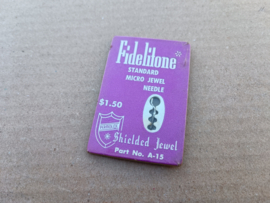 Fidelitone
STANDARD
MICRO JEWEL
NEEDLE
$1.50
Shielded Jewel
Part No. A-15